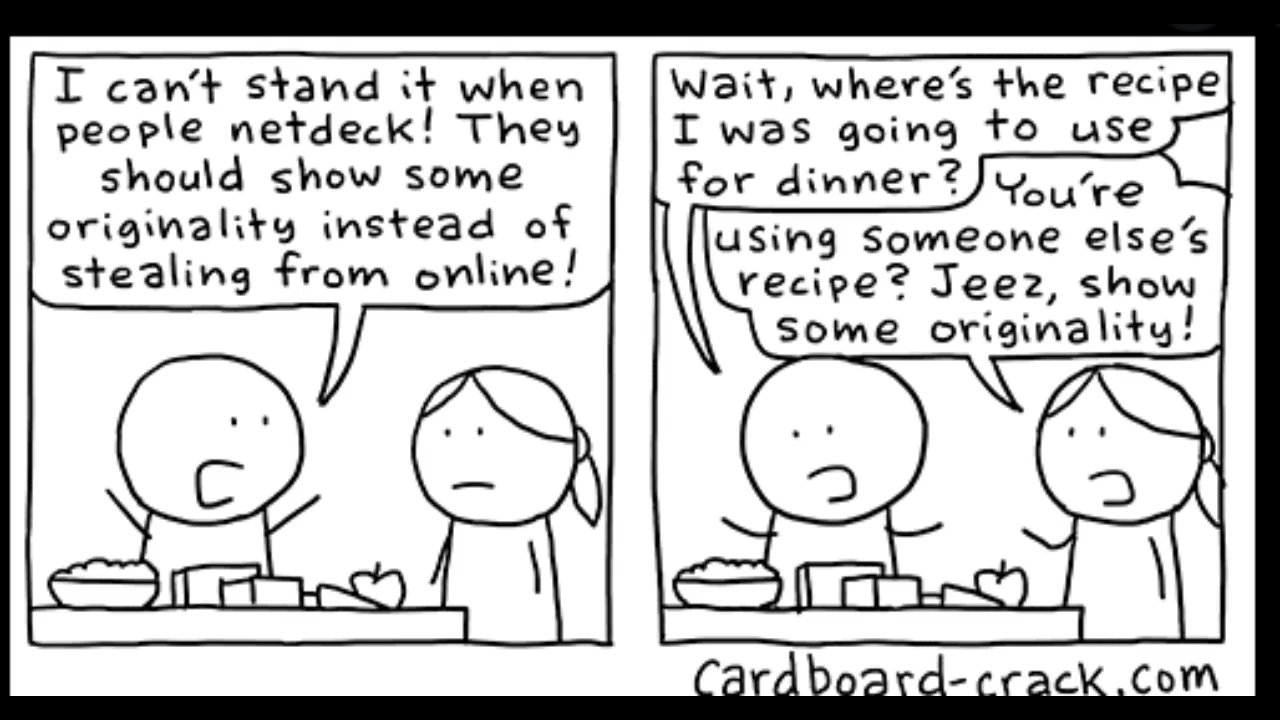 I can't stand it when
people netdeck! They
should show some
originality instead of
stealing from online!
Wait, where's the recipe
I was going to use
for dinner?
You're
using someone else's
recipe? Jeez, show
some originality!
cardboard-crack.com